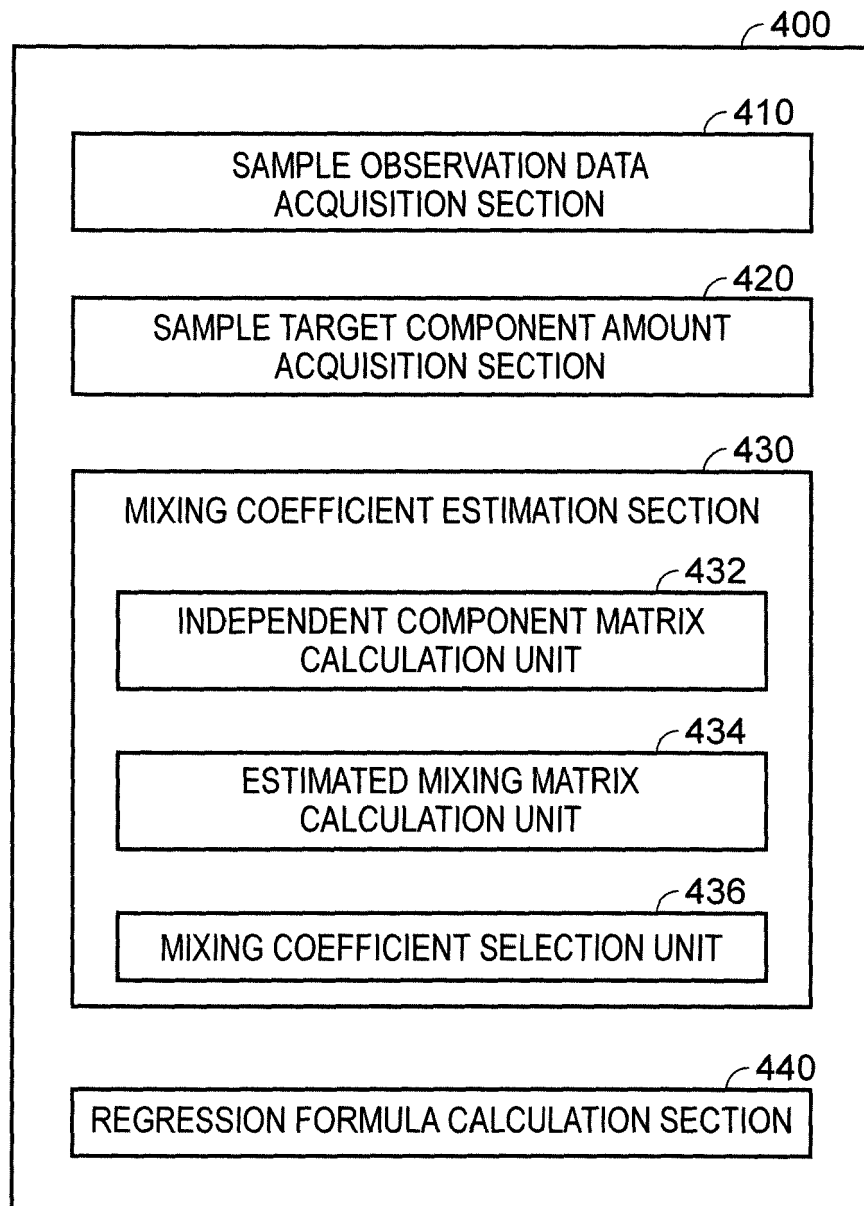 400
410
SAMPLE OBSERVATION DATA
ACQUISITION SECTION
420
SAMPLE TARGET COMPONENT AMOUNT
ACQUISITION SECTION
430
MIXING COEFFICIENT ESTIMATION SECTION
432
INDEPENDENT COMPONENT MATRIX
CALCULATION UNIT
434
ESTIMATED MIXING MATRIX
CALCULATION UNIT
436
MIXING COEFFICIENT SELECTION UNIT
440
REGRESSION FORMULA CALCULATION SECTION